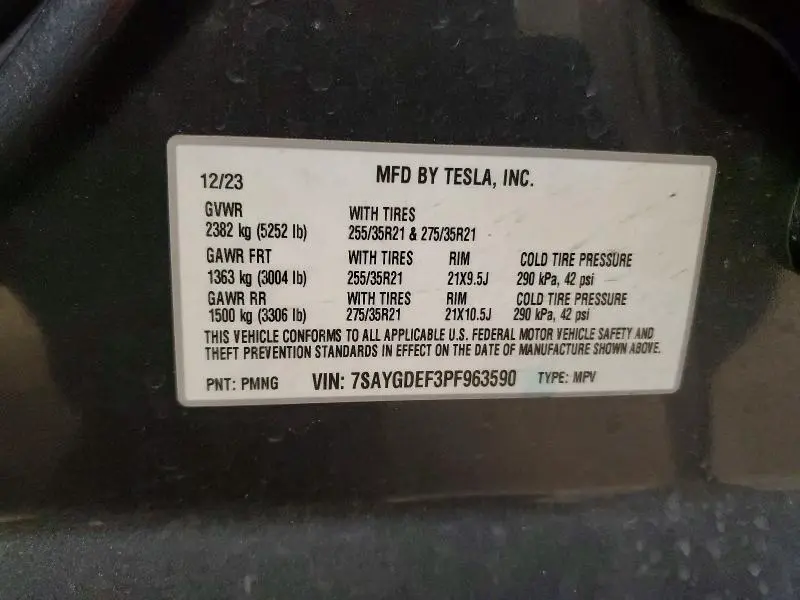 12/23 MFD BY TESLA, INC.
GVWR WITH TIRES
2382 kg (5252 lb) 255/35R21 & 275/35R21
GAWR FRT WITH TIRES RIM COLD TIRE PRESSURE
1363 kg (3004 lb) 255/35R21 21X9.5J 290 kPa, 42 psi
GAWR RR WITH TIRES RIM COLD TIRE PRESSURE
1500 kg (3306 lb) 275/35R21 21X10.5J 290 kPa, 42 psi
THIS VEHICLE CONFORMS TO ALL APPLICABLE U.S. FEDERAL MOTOR VEHICLE SAFETY AND
THEFT PREVENTION STANDARDS IN EFFECT ON THE DATE OF MANUFACTURE SHOWN ABOVE.
PNT: PMNG VIN: 7SAYGDEF3PF963590 TYPE: MPV